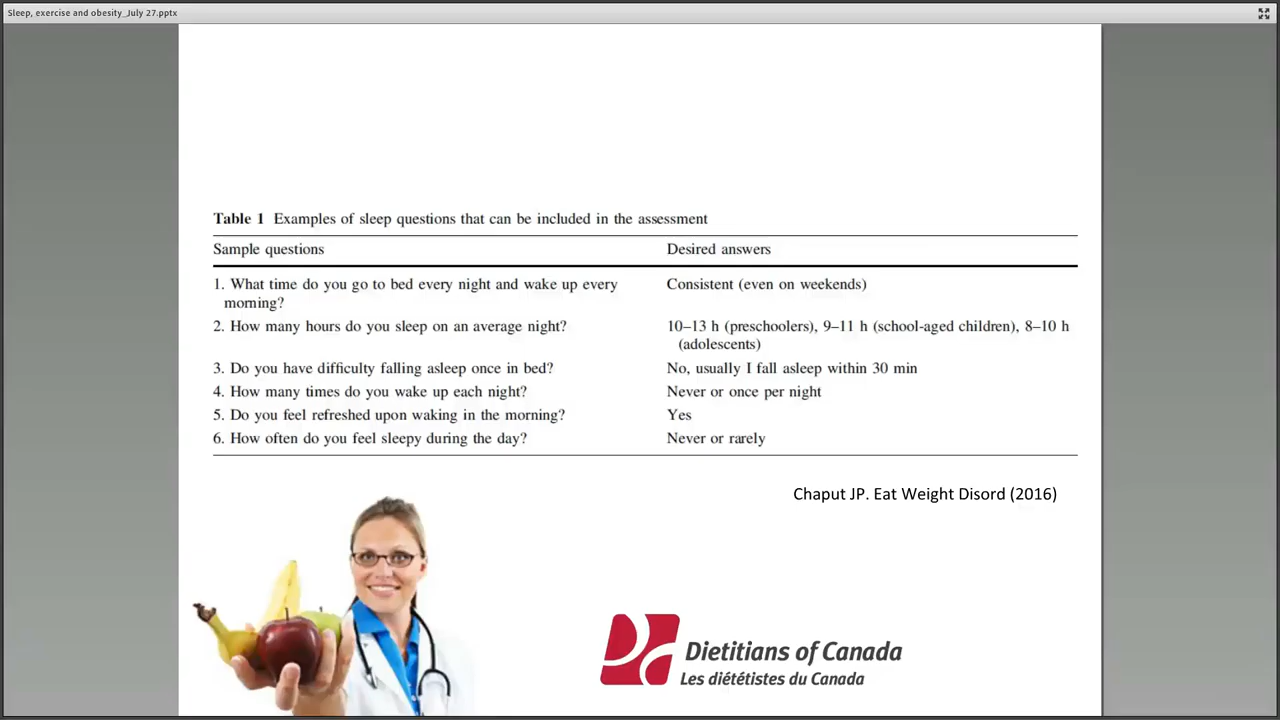 Sleep, exercise and obesity_July 27.pptx
Table 1 Examples of sleep questions that can be included in the assessment
Sample questions Desired answers
1. What time do you go to bed every night and wake up every Consistent (even on weekends)
morning?
2. How many hours do you sleep on an average night? 10–13 h (preschoolers), 9–11 h (school-aged children), 8–10 h
(adolescents)
3. Do you have difficulty falling asleep once in bed? No, usually I fall asleep within 30 min
4. How many times do you wake up each night? Never or once per night
5. Do you feel refreshed upon waking in the morning? Yes
6. How often do you feel sleepy during the day? Never or rarely
Chaput JP. Eat Weight Disord (2016)
Dietitians of Canada
Les diététistes du Canada